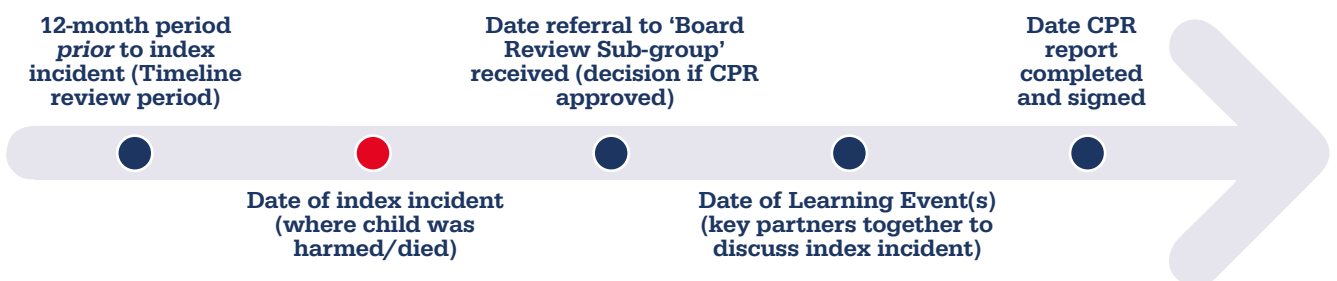 12-month period
prior to index
incident (Timeline
review period)
Date of index incident
(where child was
harmed/died)
Date referral to ‘Board
Review Sub-group’
received (decision if CPR
approved)
Date of Learning Event(s)
(key partners together to
discuss index incident)
Date CPR
report
completed
and signed